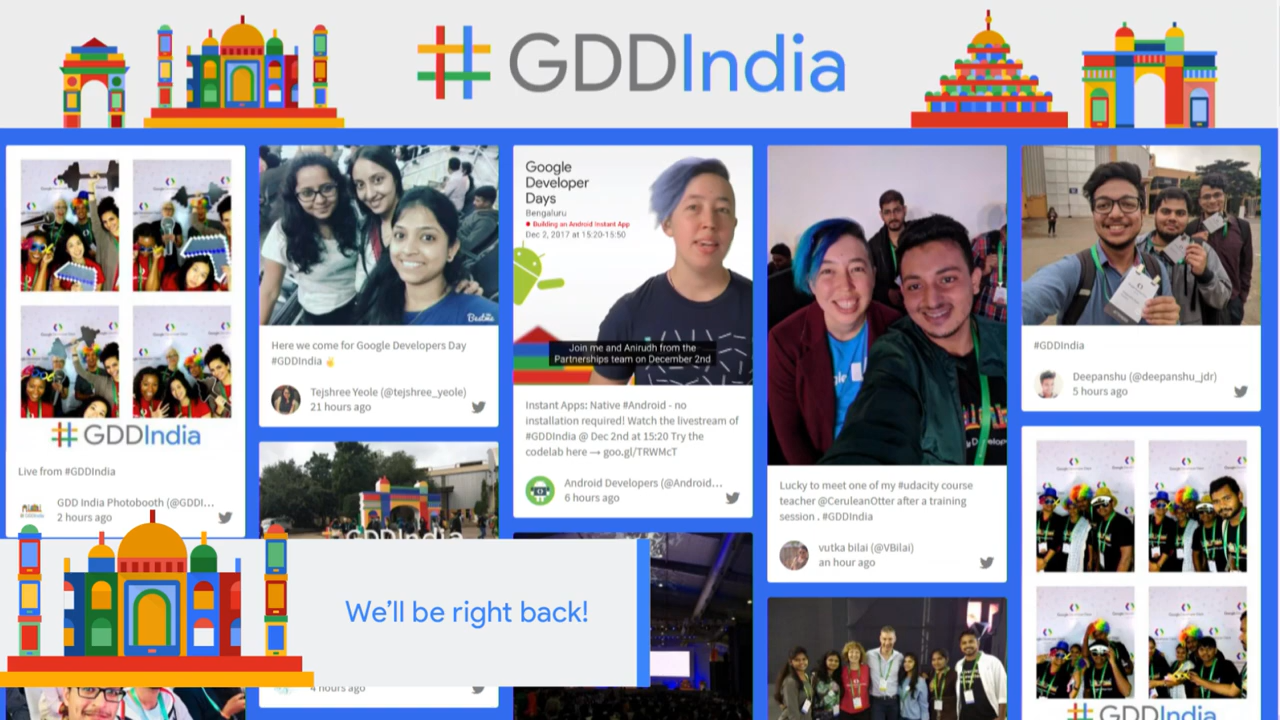 #GDDIndia
#GDDIndia
Live from #GDDIndia
GDD India Photobooth (@GDDI...
2 hours ago
Here we come for Google Developers Day
#GDDIndia ✌
Tejshree Yeole (@tejshree_yeole)
21 hours ago
GDDIndia
4 hours ago
Google
Developer
Days
Bengaluru
Building an Android Instant App
Dec 2, 2017 at 15:20-15:50
Join me and Anirudh from the
Partnerships team on December 2nd
Instant Apps: Native #Android - no
installation required! Watch the livestream of
#GDDIndia @ Dec 2nd at 15:20 Try the
codelab here → goo.gl/TRWMcT
Android Developers (@Android...
6 hours ago
Lucky to meet one of my #udacity course
teacher @CeruleanOtter after a training
session . #GDDIndia
vutka bilai (@VBilai)
an hour ago
#GDDIndia
Deepanshu (@deepanshu_jdr)
5 hours ago
#GDDIndia
We'll be right back!